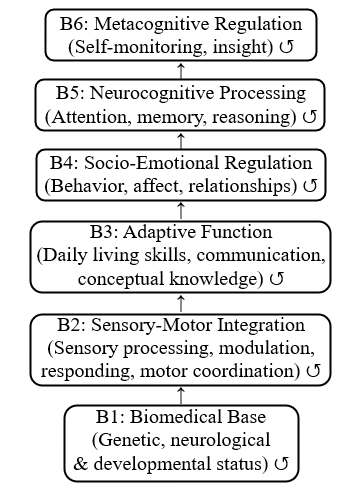 B6: Metacognitive Regulation
(Self-monitoring, insight) ↺
↑
B5: Neurocognitive Processing
(Attention, memory, reasoning) ↺
↑
B4: Socio-Emotional Regulation
(Behavior, affect, relationships) ↺
↑
B3: Adaptive Function
(Daily living skills, communication,
conceptual knowledge) ↺
↑
B2: Sensory-Motor Integration
(Sensory processing, modulation,
responding, motor coordination) ↺
↑
B1: Biomedical Base
(Genetic, neurological
& developmental status) ↺